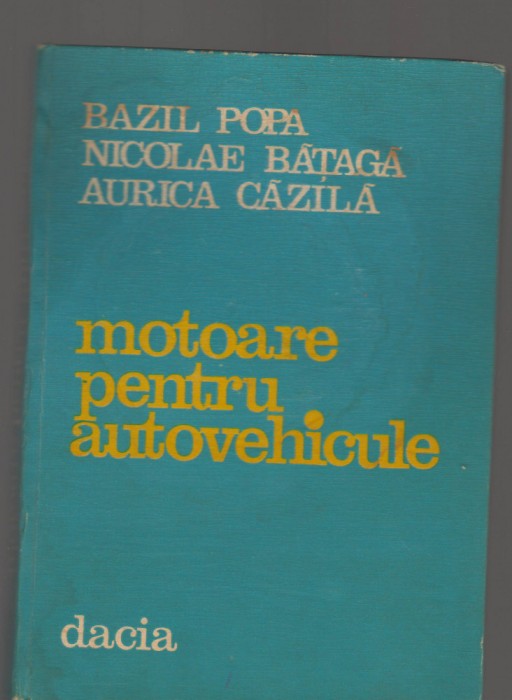 BAZIL POPA
NICOLAE BĂȚAGĂ
AURICA CĂZILĂ
motoare
pentru
autovehicule
dacia